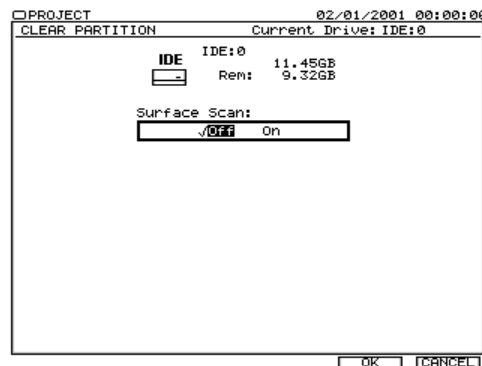 PROJECT 02/01/2001 00:00:00
CLEAR PARTITION Current Drive: IDE:0
IDE IDE:0
11.45GB
Rem: 9.32GB
Surface Scan:
√Off On
OK CANCEL